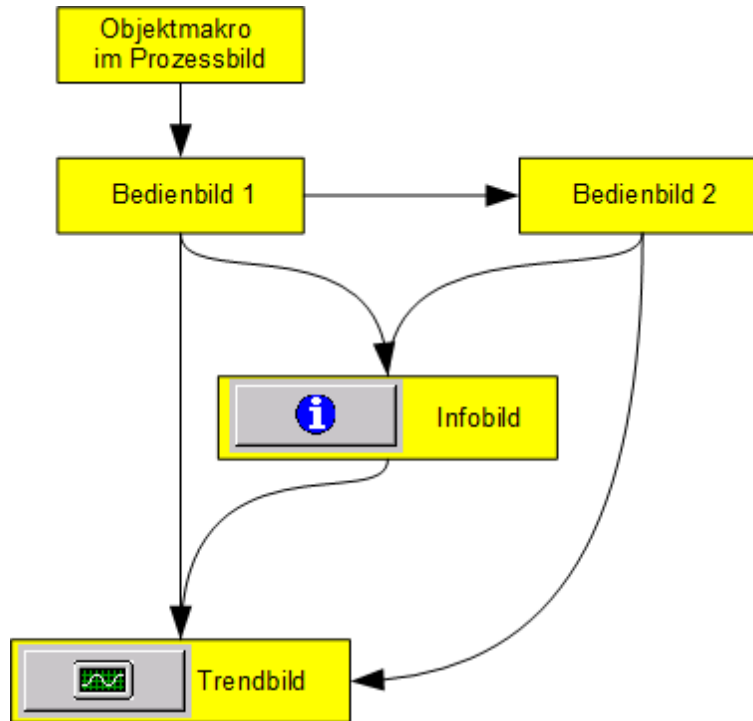 Objektmakro
im Prozessbild
Bedienbild 1
Bedienbild 2
Infobild
Trendbild